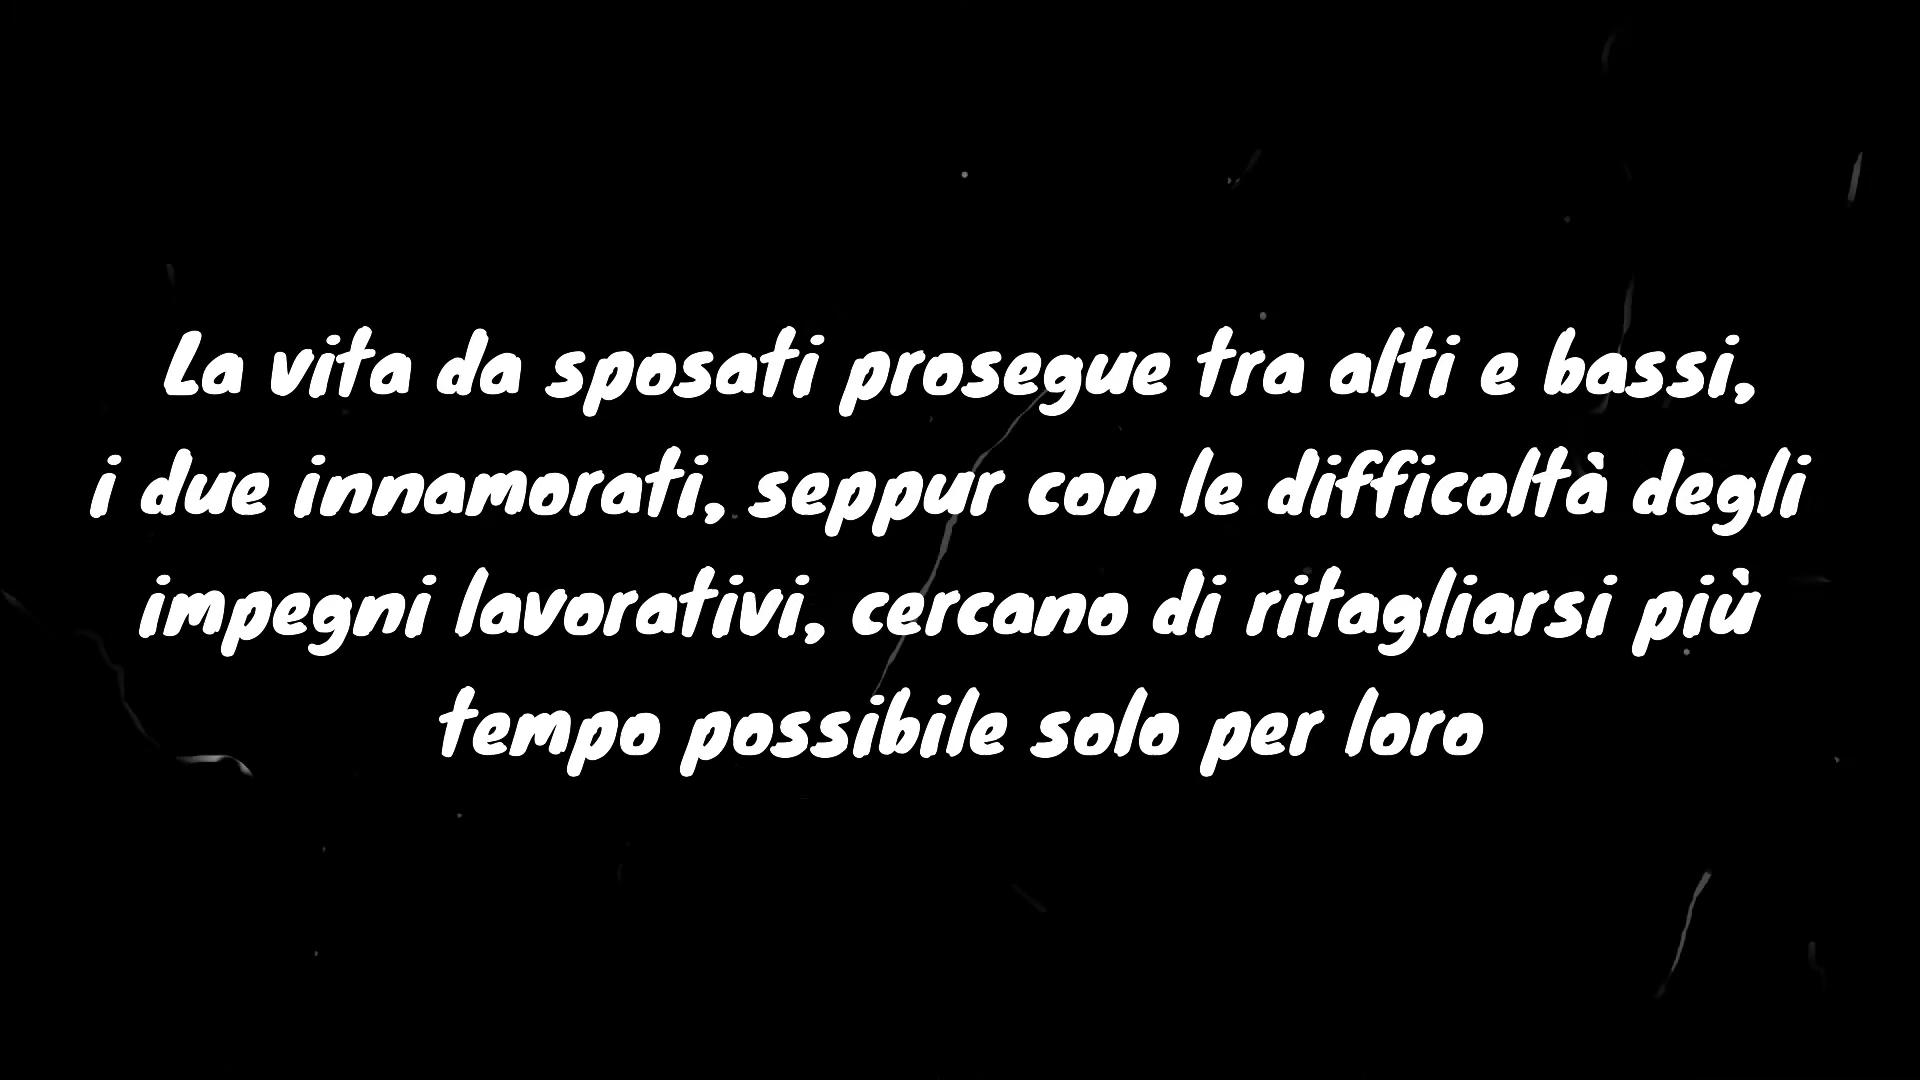 La vita da sposati prosegue tra alti e bassi,
i due innamorati, seppur con le difficoltà degli
impegni lavorativi, cercano di ritagliarsi più
tempo possibile solo per loro